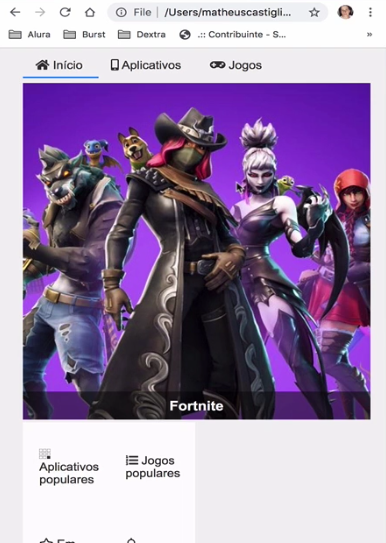 File | /Users/matheuscastigli...
Alura Burst Dextra .:: Contribuinte - S... »
Início Aplicativos Jogos
Fortnite
Aplicativos
populares
Jogos
populares